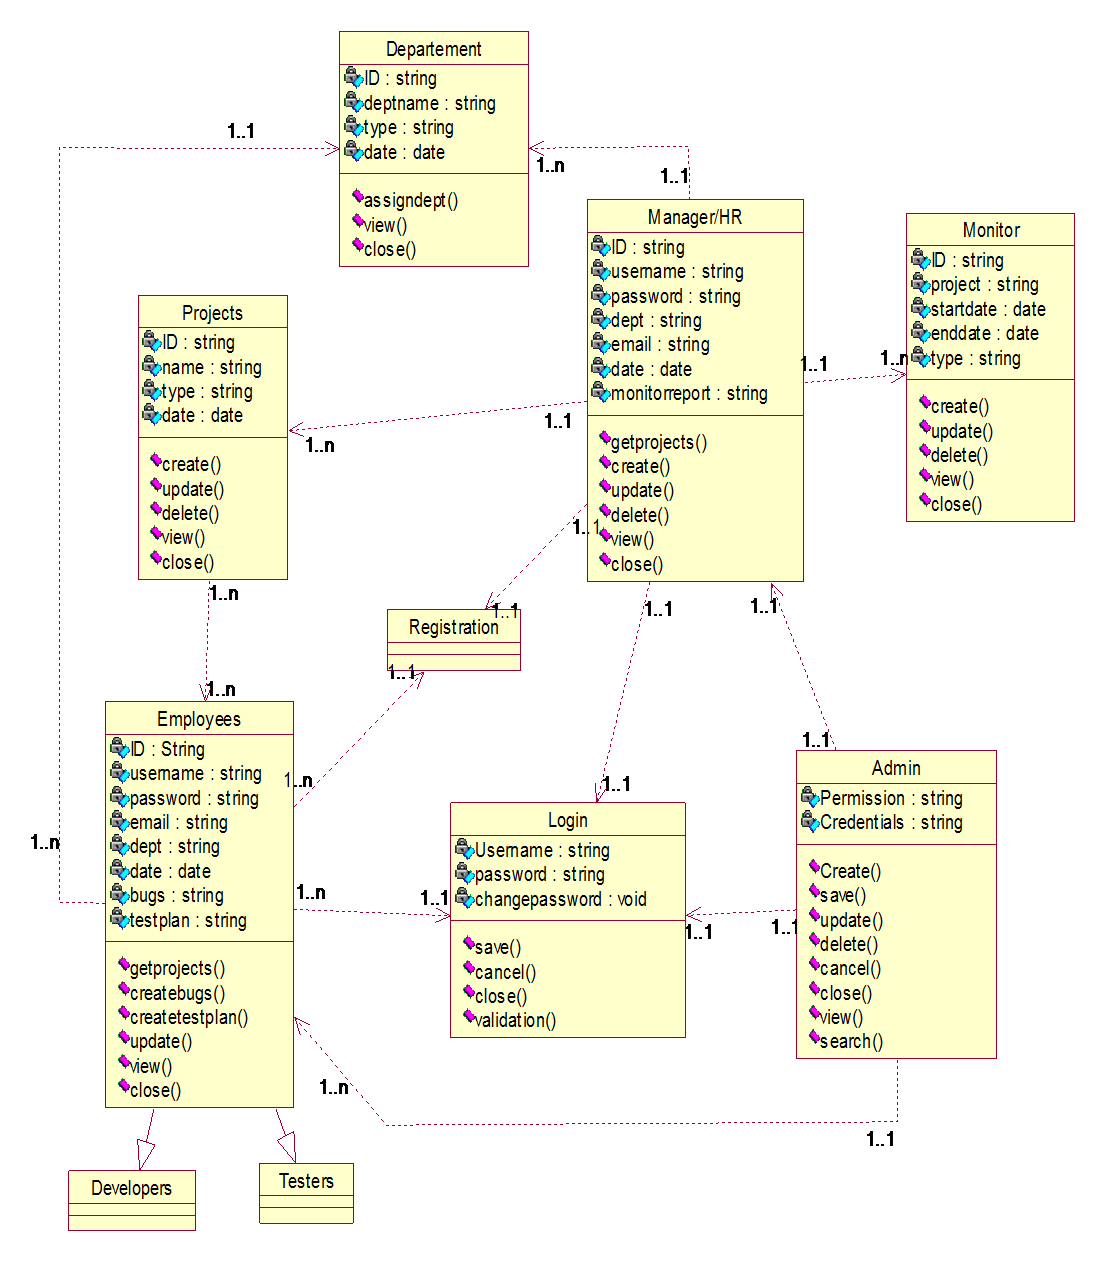 Departement
ID : string
deptname : string
type : string
date : date
assigndept()
view()
close()
1..1
1..n
1..1
Manager/HR
ID : string
username : string
password : string
dept : string
email : string
date : date
monitorreport : string
getprojects()
create()
update()
delete()
view()
close()
Monitor
ID : string
project : string
startdate : date
enddate : date
type : string
create()
update()
delete()
view()
close()
1..1
1..n
Projects
ID : string
name : string
type : string
date : date
create()
update()
delete()
view()
close()
1..n
1..1
1..1
1..1
1..n
1..n
Registration
1..1
1..n
1..1
1..1
1..1
1..1
Employees
ID : String
username : string
password : string
email : string
dept : string
date : date
bugs : string
testplan : string
getprojects()
createbugs()
createtestplan()
update()
view()
close()
1..n
1..n
1..1
Login
Username : string
password : string
changepassword : void
save()
cancel()
close()
validation()
1..1
1..1
Admin
Permission : string
Credentials : string
Create()
save()
update()
delete()
cancel()
close()
view()
search()
1..n
1..1
Developers
Testers